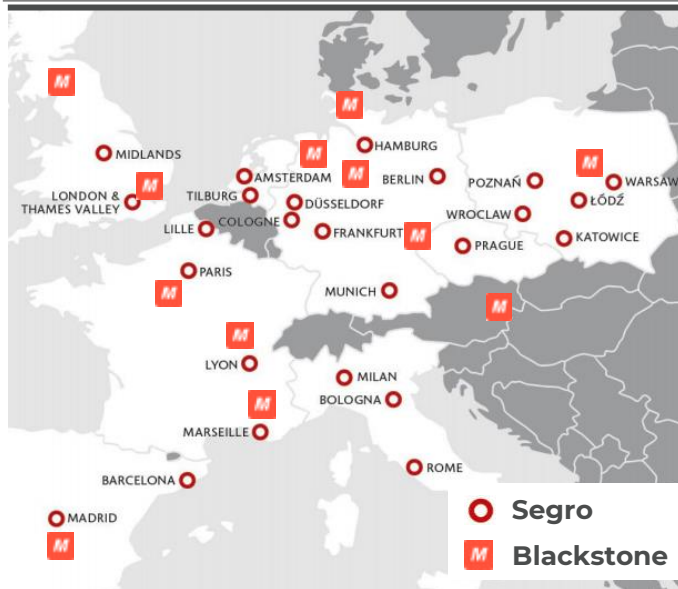 HAMBURG
MIDLANDS
AMSTERDAM
BERLIN
POZNAŃ
WARSAW
LONDON &
THAMES VALLEY
TILBURG
DÜSSELDORF
ŁÓDŹ
COLOGNE
WROCLAW
LILLE
FRANKFURT
KATOWICE
PRAGUE
PARIS
MUNICH
LYON
MILAN
BOLOGNA
MARSEILLE
ROME
BARCELONA
MADRID
Segro
M Blackstone